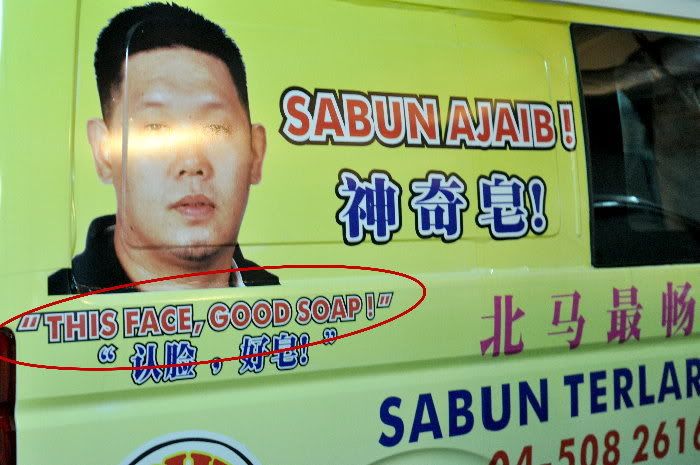 SABUN AJAIB!
神奇皂!
"THIS FACE, GOOD SOAP!"
"认脸，好皂!"
北马最畅
SABUN TERLAR
04-508 2616